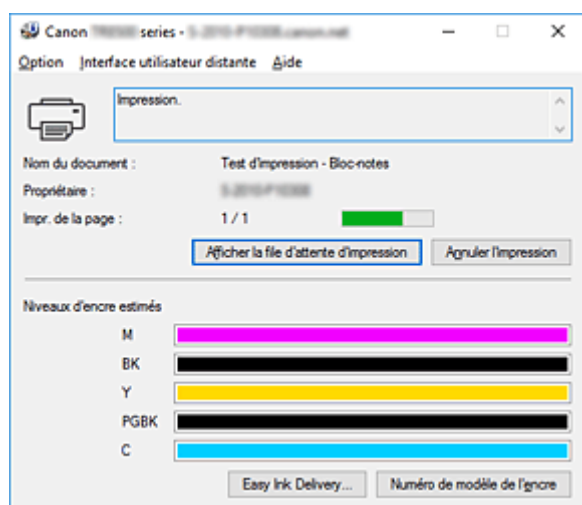 Canon series -
Option Interface utilisateur distante Aide
Impression.
Nom du document : Test d'impression - Bloc-notes
Propriétaire :
Impr. de la page : 1 / 1
Afficher la file d'attente d'impression Annuler l'impression
Niveaux d'encre estimés
M
BK
Y
PGBK
C
Easy Ink Delivery... Numéro de modèle de l'encre